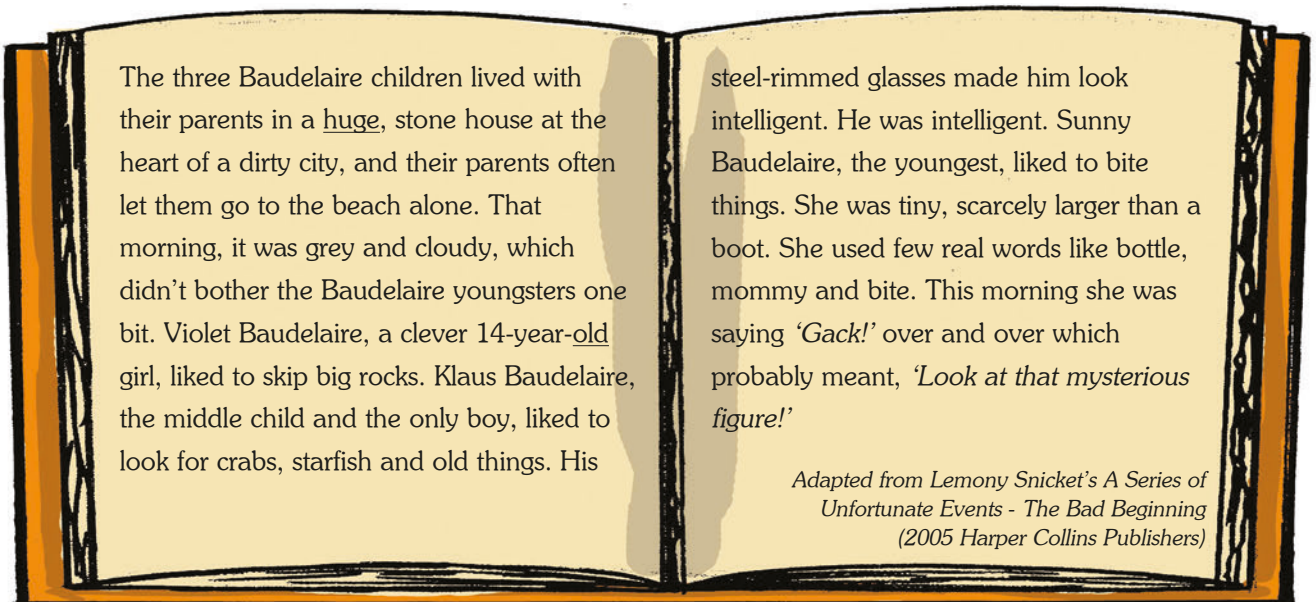 The three Baudelaire children lived with
their parents in a huge, stone house at the
heart of a dirty city, and their parents often
let them go to the beach alone. That
morning, it was grey and cloudy, which
didn't bother the Baudelaire youngsters one
bit. Violet Baudelaire, a clever 14-year-old
girl, liked to skip big rocks. Klaus Baudelaire,
the middle child and the only boy, liked to
look for crabs, starfish and old things. His
steel-rimmed glasses made him look
intelligent. He was intelligent. Sunny
Baudelaire, the youngest, liked to bite
things. She was tiny, scarcely larger than a
boot. She used few real words like bottle,
mommy and bite. This morning she was
saying ‘Gack!’ over and over which
probably meant, ‘Look at that mysterious
figure!’
Adapted from Lemony Snicket's A Series of
Unfortunate Events - The Bad Beginning
(2005 Harper Collins Publishers)